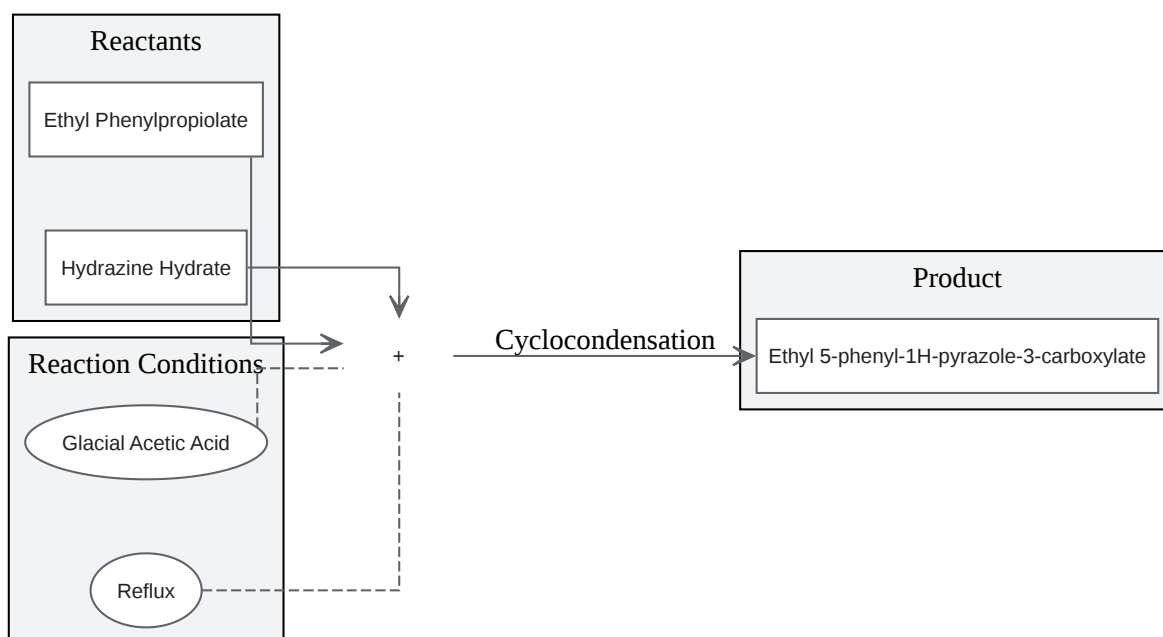 Reactants
Ethyl Phenylpropiolate
Hydrazine Hydrate
Reaction Conditions
Glacial Acetic Acid
Reflux
+
Cyclocondensation
Product
Ethyl 5-phenyl-1H-pyrazole-3-carboxylate